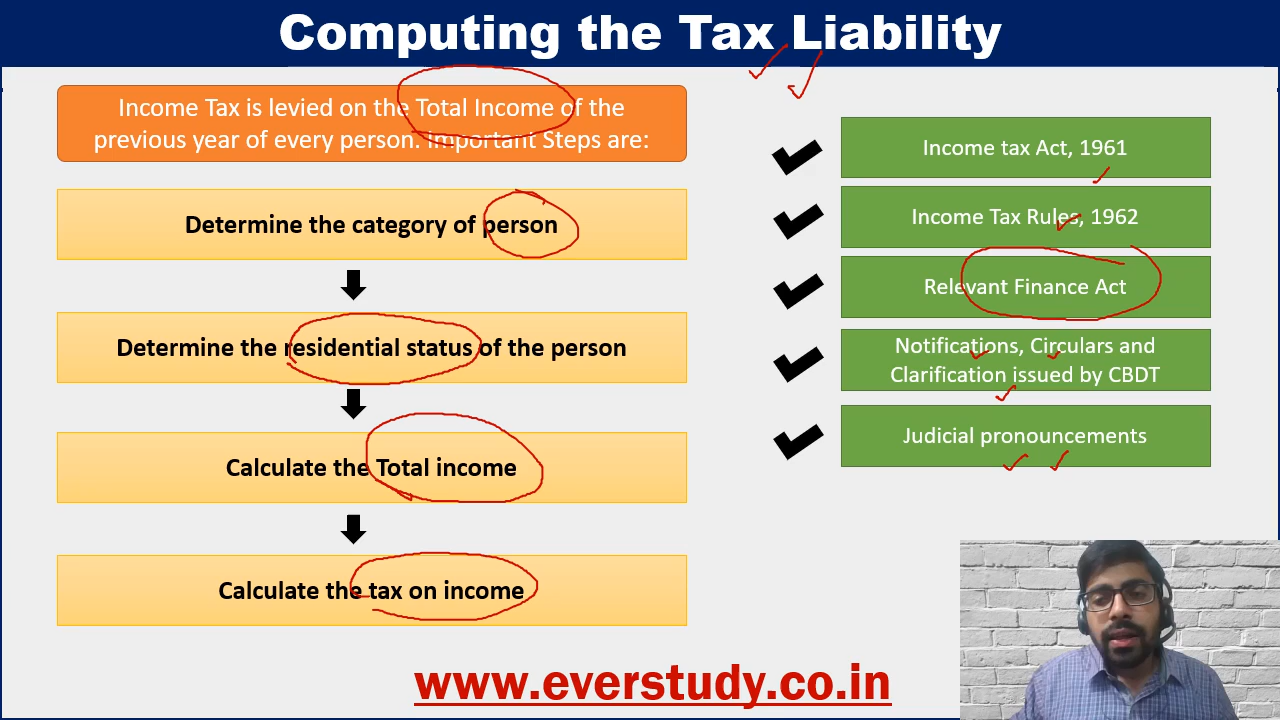 Computing the Tax Liability
Income Tax is levied on the Total Income of the
previous year of every person. Important Steps are:
Determine the category of person
Determine the residential status of the person
Calculate the Total income
Calculate the tax on income
Income tax Act, 1961
Income Tax Rules, 1962
Relevant Finance Act
Notifications, Circulars and
Clarification issued by CBDT
Judicial pronouncements
www.everstudy.co.in